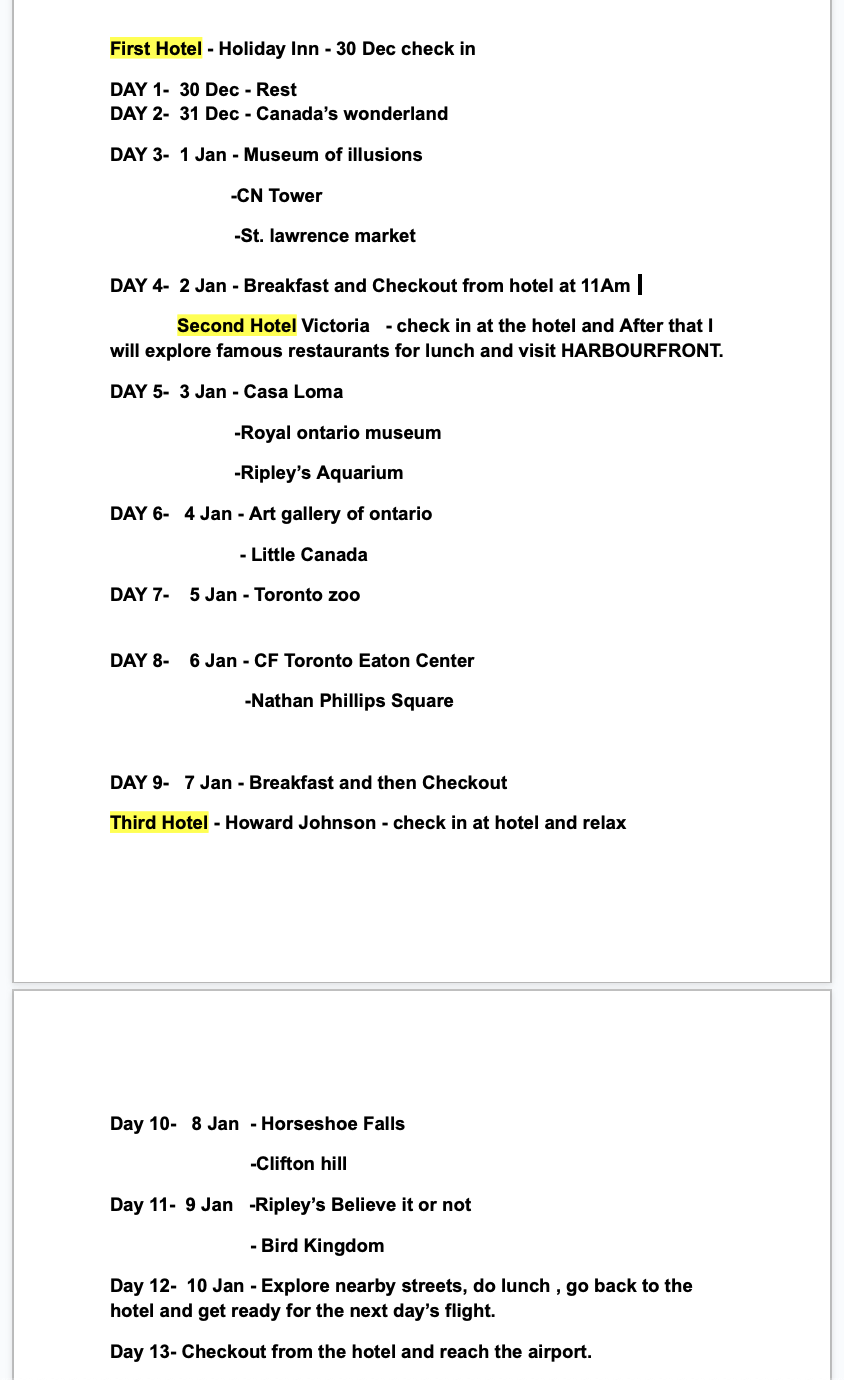 First Hotel - Holiday Inn - 30 Dec check in
DAY 1- 30 Dec - Rest
DAY 2- 31 Dec - Canada’s wonderland
DAY 3- 1 Jan - Museum of illusions
-CN Tower
-St. lawrence market
DAY 4- 2 Jan - Breakfast and Checkout from hotel at 11Am
Second Hotel Victoria - check in at the hotel and After that I
will explore famous restaurants for lunch and visit HARBOURFRONT.
DAY 5- 3 Jan - Casa Loma
-Royal ontario museum
-Ripley’s Aquarium
DAY 6- 4 Jan - Art gallery of ontario
- Little Canada
DAY 7- 5 Jan - Toronto zoo
DAY 8- 6 Jan - CF Toronto Eaton Center
-Nathan Phillips Square
DAY 9- 7 Jan - Breakfast and then Checkout
Third Hotel - Howard Johnson - check in at hotel and relax
Day 10- 8 Jan - Horseshoe Falls
-Clifton hill
Day 11- 9 Jan -Ripley’s Believe it or not
- Bird Kingdom
Day 12- 10 Jan - Explore nearby streets, do lunch , go back to the
hotel and get ready for the next day’s flight.
Day 13- Checkout from the hotel and reach the airport.